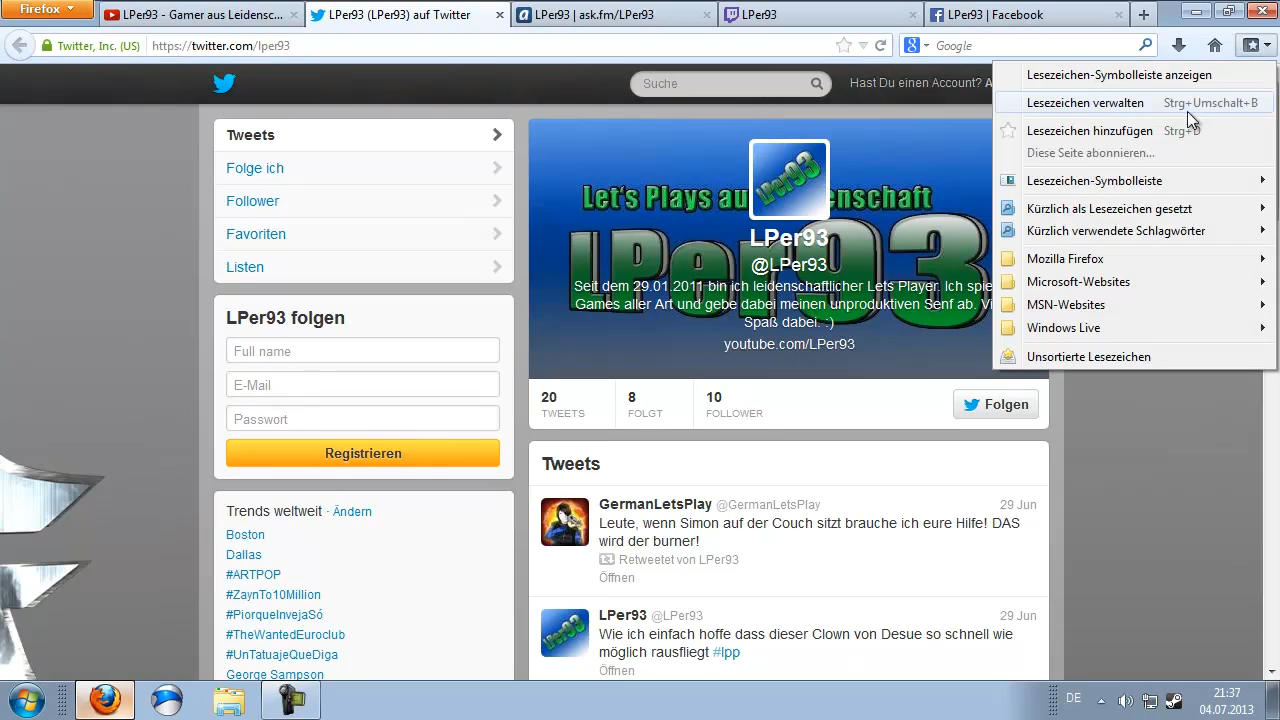 Firefox
LPer93 - Gamer aus Leidensc...
LPer93 (LPer93) auf Twitter
LPer93 | ask.fm/LPer93
LPer93
LPer93 | Facebook
Twitter, Inc. (US)
https://twitter.com/lper93
Google
Suche
Hast Du einen Account? A
Lesezeichen-Symbolleiste anzeigen
Lesezeichen verwalten Strg+Umschalt+B
Lesezeichen hinzufügen Strg+D
Diese Seite abonnieren...
Lesezeichen-Symbolleiste
Kürzlich als Lesezeichen gesetzt
Kürzlich verwendete Schlagwörter
Mozilla Firefox
Microsoft-Websites
MSN-Websites
Windows Live
Unsortierte Lesezeichen
Tweets
Folge ich
Follower
Favoriten
Listen
LPer93 folgen
Full name
E-Mail
Passwort
Registrieren
Trends weltweit · Ändern
Boston
Dallas
#ARTPOP
#ZaynTo10Million
#PiorqueInvejaSó
#TheWantedEuroclub
#UnTatuajeQueDiga
George Sampson
Let's Plays au enschaft
LPer93
LPer93
LPer93
@LPer93
Seit dem 29.01.2011 bin ich leidenschaftlicher Lets Player. Ich spie
Games aller Art und gebe dabei meinen unproduktiven Senf ab. Vi
Spaß dabei. :)
youtube.com/LPer93
20
TWEETS
8
FOLGT
10
FOLLOWER
Folgen
Tweets
GermanLetsPlay @GermanLetsPlay 29 Jun
Leute, wenn Simon auf der Couch sitzt brauche ich eure Hilfe! DAS
wird der burner!
Retweetet von LPer93
Öffnen
LPer93 @LPer93 29 Jun
Wie ich einfach hoffe dass dieser Clown von Desue so schnell wie
möglich rausfliegt #lpp
Öffnen
DE
21:37
04.07.2013